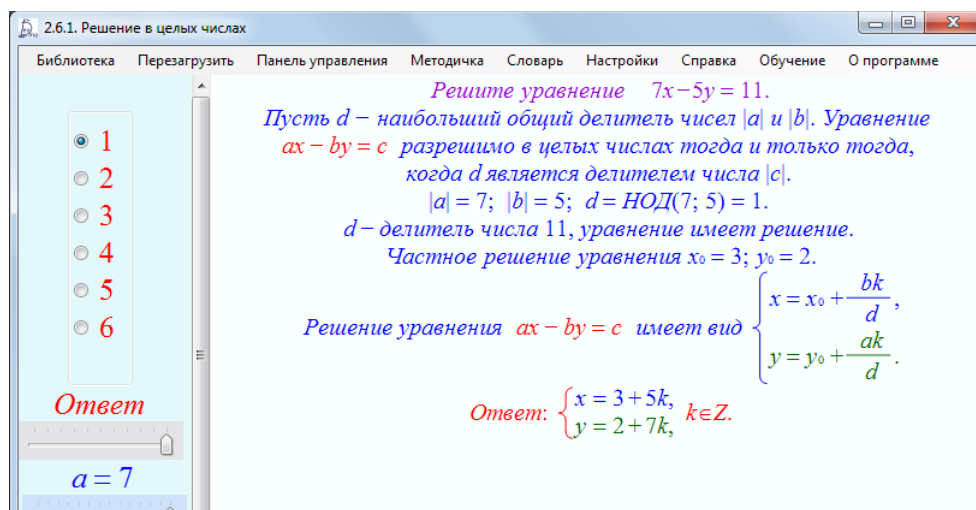 2.6.1. Решение в целых числах
Библиотека Перезагрузить Панель управления Методичка Словарь Настройки Справка Обучение О программе
1
2
3
4
5
6
Ответ
a = 7
Решите уравнение 7x−5y = 11.
Пусть d − наибольший общий делитель чисел |a| и |b|. Уравнение
ax − by = c разрешимо в целых числах тогда и только тогда,
когда d является делителем числа |c|.
|a| = 7; |b| = 5; d = НОД(7; 5) = 1.
d − делитель числа 11, уравнение имеет решение.
Частное решение уравнения x₀ = 3; y₀ = 2.
Решение уравнения ax − by = c имеет вид { x = x₀ + bk/d ,
y = y₀ + ak/d .
Ответ: { x = 3+5k,
y = 2+7k, k∈Z.